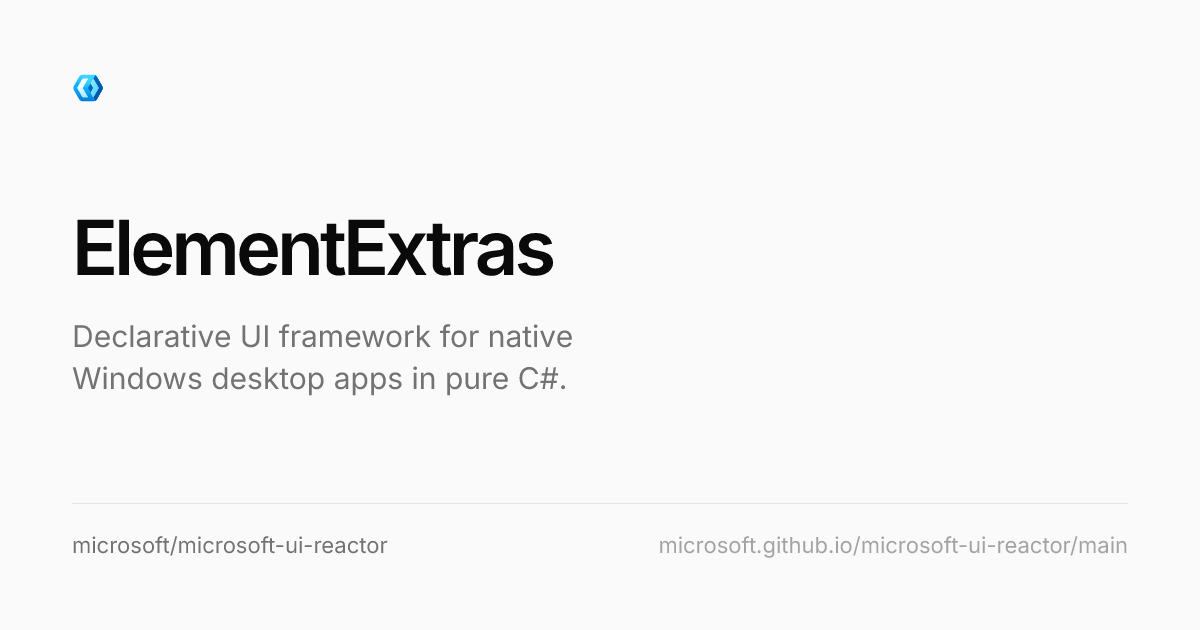 ElementExtras
Declarative UI framework for native
Windows desktop apps in pure C#.
microsoft/microsoft-ui-reactor
microsoft.github.io/microsoft-ui-reactor/main